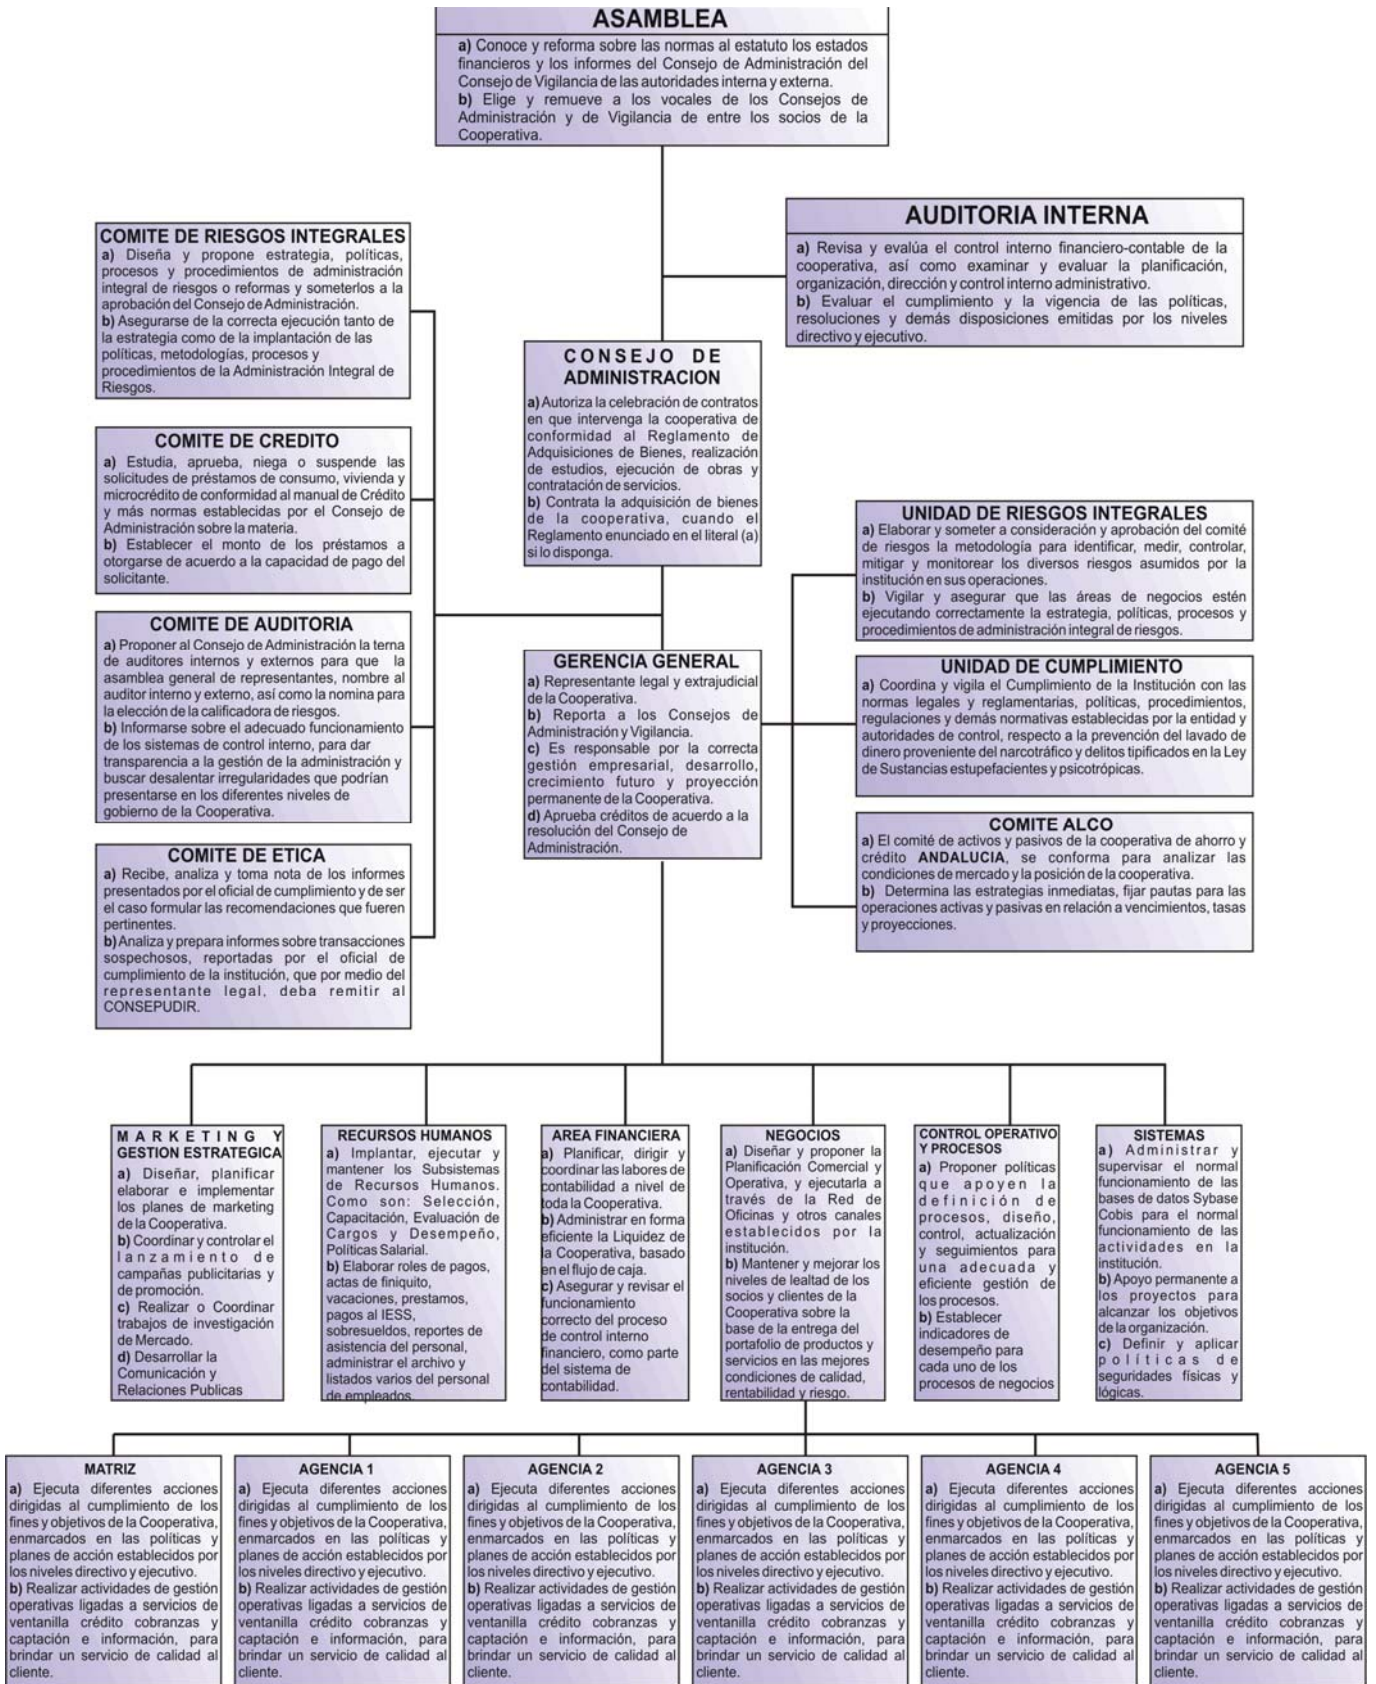 ASAMBLEA
a) Conoce y reforma sobre las normas al estatuto los estados
financieros y los informes del Consejo de Administración del
Consejo de Vigilancia de las autoridades interna y externa.
b) Elige y remueve a los vocales de los Consejos de
Administración y de Vigilancia de entre los socios de la
Cooperativa.
AUDITORIA INTERNA
a) Revisa y evalúa el control interno financiero-contable de la
cooperativa, así como examinar y evaluar la planificación,
organización, dirección y control interno administrativo.
b) Evaluar el cumplimiento y la vigencia de las políticas,
resoluciones y demás disposiciones emitidas por los niveles
directivo y ejecutivo.
COMITE DE RIESGOS INTEGRALES
a) Diseña y propone estrategia, políticas,
procesos y procedimientos de administración
integral de riesgos o reformas y someterlos a la
aprobación del Consejo de Administración.
b) Asegurarse de la correcta ejecución tanto de
la estrategia como de la implantación de las
políticas, metodologías, procesos y
procedimientos de la Administración Integral de
Riesgos.
CONSEJO DE
ADMINISTRACION
a) Autoriza la celebración de contratos
en que intervenga la cooperativa de
conformidad al Reglamento de
Adquisiciones de Bienes, realización
de estudios, ejecución de obras y
contratación de servicios.
b) Contrata la adquisición de bienes
de la cooperativa, cuando el
Reglamento enunciado en el literal (a)
si lo disponga.
COMITE DE CREDITO
a) Estudia, aprueba, niega o suspende las
solicitudes de préstamos de consumo, vivienda y
microcrédito de conformidad al manual de Crédito
y más normas establecidas por el Consejo de
Administración sobre la materia.
b) Establecer el monto de los préstamos a
otorgarse de acuerdo a la capacidad de pago del
solicitante.
UNIDAD DE RIESGOS INTEGRALES
a) Elaborar y someter a consideración y aprobación del comité
de riesgos la metodología para identificar, medir, controlar,
mitigar y monitorear los diversos riesgos asumidos por la
institución en sus operaciones.
b) Vigilar y asegurar que las áreas de negocios estén
ejecutando correctamente la estrategia, políticas, procesos y
procedimientos de administración integral de riesgos.
COMITE DE AUDITORIA
a) Proponer al Consejo de Administración la terna
de auditores internos y externos para que la
asamblea general de representantes, nombre al
auditor interno y externo, así como la nomina para
la elección de la calificadora de riesgos.
b) Informarse sobre el adecuado funcionamiento
de los sistemas de control interno, para dar
transparencia a la gestión de la administración y
buscar desalentar irregularidades que podrían
presentarse en los diferentes niveles de
gobierno de la Cooperativa.
GERENCIA GENERAL
a) Representante legal y extrajudicial
de la Cooperativa.
b) Reporta a los Consejos de
Administración y Vigilancia.
c) Es responsable por la correcta
gestión empresarial, desarrollo,
crecimiento futuro y proyección
permanente de la Cooperativa.
d) Aprueba créditos de acuerdo a la
resolución del Consejo de
Administración.
UNIDAD DE CUMPLIMIENTO
a) Coordina y vigila el Cumplimiento de la Institución con las
normas legales y reglamentarias, políticas, procedimientos,
regulaciones y demás normativas establecidas por la entidad y
autoridades de control, respecto a la prevención del lavado de
dinero proveniente del narcotráfico y delitos tipificados en la Ley
de Sustancias estupefacientes y psicotrópicas.
COMITE ALCO
a) El comité de activos y pasivos de la cooperativa de ahorro y
crédito ANDALUCIA, se conforma para analizar las
condiciones de mercado y la posición de la cooperativa.
b) Determina las estrategias inmediatas, fijar pautas para las
operaciones activas y pasivas en relación a vencimientos, tasas
y proyecciones.
COMITE DE ETICA
a) Recibe, analiza y toma nota de los informes
presentados por el oficial de cumplimiento y de ser
el caso formular las recomendaciones que fueren
pertinentes.
b) Analiza y prepara informes sobre transacciones
sospechosos, reportadas por el oficial de
cumplimiento de la institución, que por medio del
representante legal, deba remitir al
CONSEPUDIR.
MARKETING Y
GESTION ESTRATEGICA
a) Diseñar, planificar
elaborar e implementar
los planes de marketing
de la Cooperativa.
b) Coordinar y controlar el
lanzamiento de
campañas publicitarias y
de promoción.
c) Realizar o Coordinar
trabajos de investigación
de Mercado.
d) Desarrollar la
Comunicación y
Relaciones Publicas
RECURSOS HUMANOS
a) Implantar, ejecutar y
mantener los Subsistemas
de Recursos Humanos.
Como son: Selección,
Capacitación, Evaluación de
Cargos y Desempeño,
Políticas Salarial.
b) Elaborar roles de pagos,
actas de finiquito,
vacaciones, prestamos,
pagos al IESS,
sobresueldos, reportes de
asistencia del personal,
administrar el archivo y
listados varios del personal
de empleados.
AREA FINANCIERA
a) Planificar, dirigir y
coordinar las labores de
contabilidad a nivel de
toda la Cooperativa.
b) Administrar en forma
eficiente la Liquidez de
la Cooperativa, basado
en el flujo de caja.
c) Asegurar y revisar el
funcionamiento
correcto del proceso
de control interno
financiero, como parte
del sistema de
contabilidad.
NEGOCIOS
a) Diseñar y proponer la
Planificación Comercial y
Operativa, y ejecutarla a
través de la Red de
Oficinas y otros canales
establecidos por la
institución.
b) Mantener y mejorar los
niveles de lealtad de los
socios y clientes de la
Cooperativa sobre la
base de la entrega del
portafolio de productos y
servicios en las mejores
condiciones de calidad,
rentabilidad y riesgo.
CONTROL OPERATIVO
Y PROCESOS
a) Proponer políticas
que apoyen la
definición de
procesos, diseño,
control, actualización
y seguimientos para
una adecuada y
eficiente gestión de
los procesos.
b) Establecer
indicadores de
desempeño para
cada uno de los
procesos de negocios
SISTEMAS
a) Administrar y
supervisar el normal
funcionamiento de las
bases de datos Sybase
Cobis para el normal
funcionamiento de las
actividades en la
institución.
b) Apoyo permanente a
los proyectos para
alcanzar los objetivos
de la organización.
c) Definir y aplicar
políticas de
seguridades físicas y
lógicas.
MATRIZ
a) Ejecuta diferentes acciones
dirigidas al cumplimiento de los
fines y objetivos de la Cooperativa,
enmarcados en las políticas y
planes de acción establecidos por
los niveles directivo y ejecutivo.
b) Realizar actividades de gestión
operativas ligadas a servicios de
ventanilla crédito cobranzas y
captación e información, para
brindar un servicio de calidad al
cliente.
AGENCIA 1
a) Ejecuta diferentes acciones
dirigidas al cumplimiento de los
fines y objetivos de la Cooperativa,
enmarcados en las políticas y
planes de acción establecidos por
los niveles directivo y ejecutivo.
b) Realizar actividades de gestión
operativas ligadas a servicios de
ventanilla crédito cobranzas y
captación e información, para
brindar un servicio de calidad al
cliente.
AGENCIA 2
a) Ejecuta diferentes acciones
dirigidas al cumplimiento de los
fines y objetivos de la Cooperativa,
enmarcados en las políticas y
planes de acción establecidos por
los niveles directivo y ejecutivo.
b) Realizar actividades de gestión
operativas ligadas a servicios de
ventanilla crédito cobranzas y
captación e información, para
brindar un servicio de calidad al
cliente.
AGENCIA 3
a) Ejecuta diferentes acciones
dirigidas al cumplimiento de los
fines y objetivos de la Cooperativa,
enmarcados en las políticas y
planes de acción establecidos por
los niveles directivo y ejecutivo.
b) Realizar actividades de gestión
operativas ligadas a servicios de
ventanilla crédito cobranzas y
captación e información, para
brindar un servicio de calidad al
cliente.
AGENCIA 4
a) Ejecuta diferentes acciones
dirigidas al cumplimiento de los
fines y objetivos de la Cooperativa,
enmarcados en las políticas y
planes de acción establecidos por
los niveles directivo y ejecutivo.
b) Realizar actividades de gestión
operativas ligadas a servicios de
ventanilla crédito cobranzas y
captación e información, para
brindar un servicio de calidad al
cliente.
AGENCIA 5
a) Ejecuta diferentes acciones
dirigidas al cumplimiento de los
fines y objetivos de la Cooperativa,
enmarcados en las políticas y
planes de acción establecidos por
los niveles directivo y ejecutivo.
b) Realizar actividades de gestión
operativas ligadas a servicios de
ventanilla crédito cobranzas y
captación e información, para
brindar un servicio de calidad al
cliente.